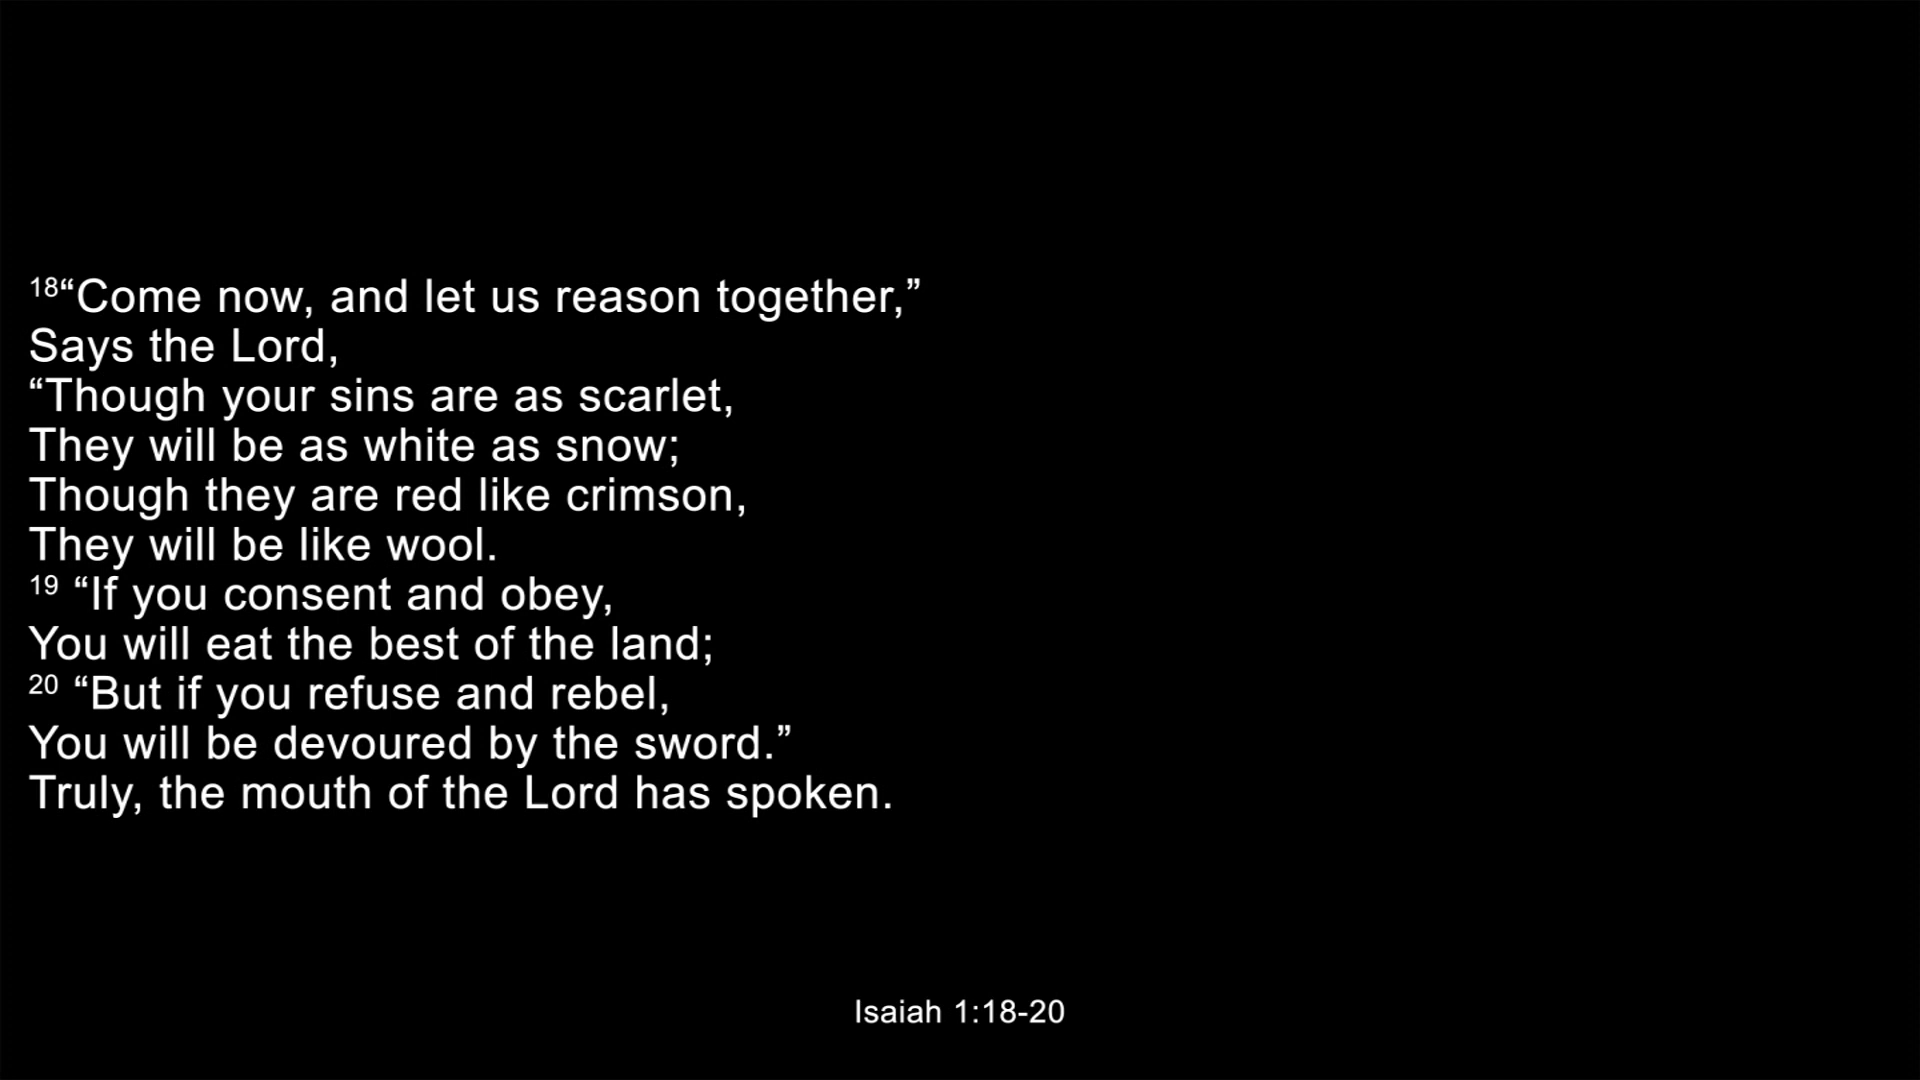 18“Come now, and let us reason together,”
Says the Lord,
“Though your sins are as scarlet,
They will be as white as snow;
Though they are red like crimson,
They will be like wool.
19 “If you consent and obey,
You will eat the best of the land;
20 “But if you refuse and rebel,
You will be devoured by the sword.”
Truly, the mouth of the Lord has spoken.
Isaiah 1:18-20